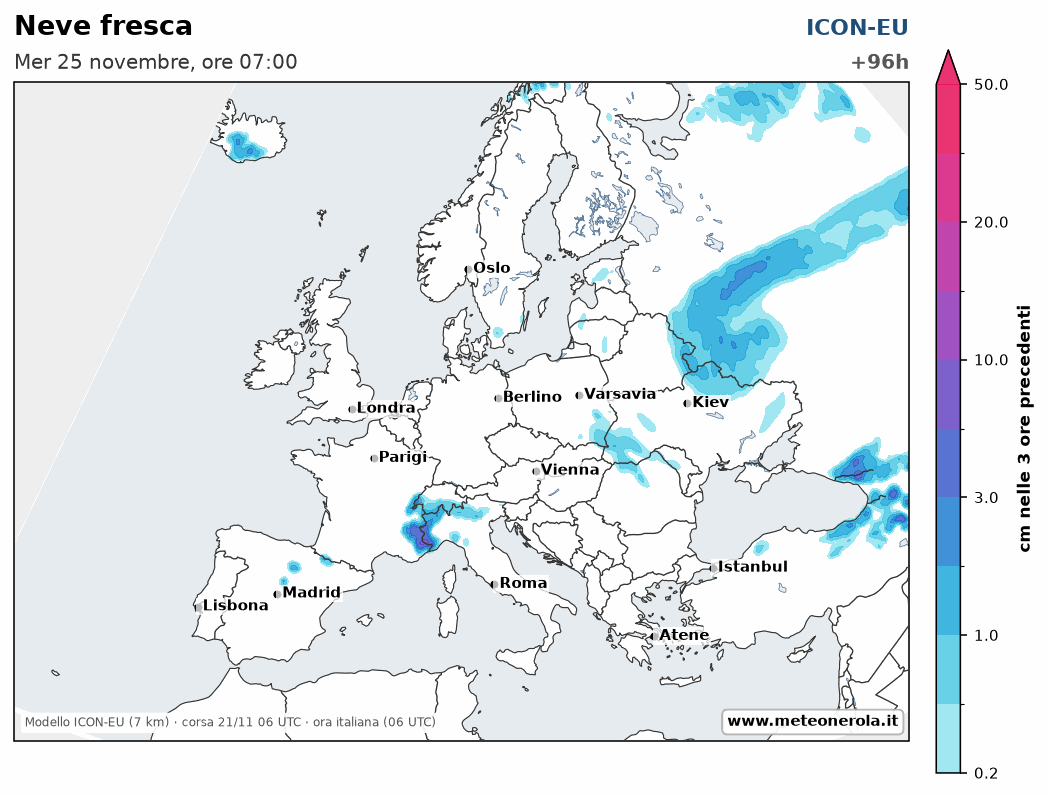 Neve fresca
ICON-EU
Mer 25 novembre, ore 07:00
+96h
50.0
20.0
10.0
3.0
1.0
0.2
cm nelle 3 ore precedenti
Oslo
Berlino
Varsavia
Londra
Kiev
Parigi
Vienna
Istanbul
Roma
Madrid
Lisbona
Atene
Modello ICON-EU (7 km) · corsa 21/11 06 UTC · ora italiana (06 UTC)
www.meteonerola.it